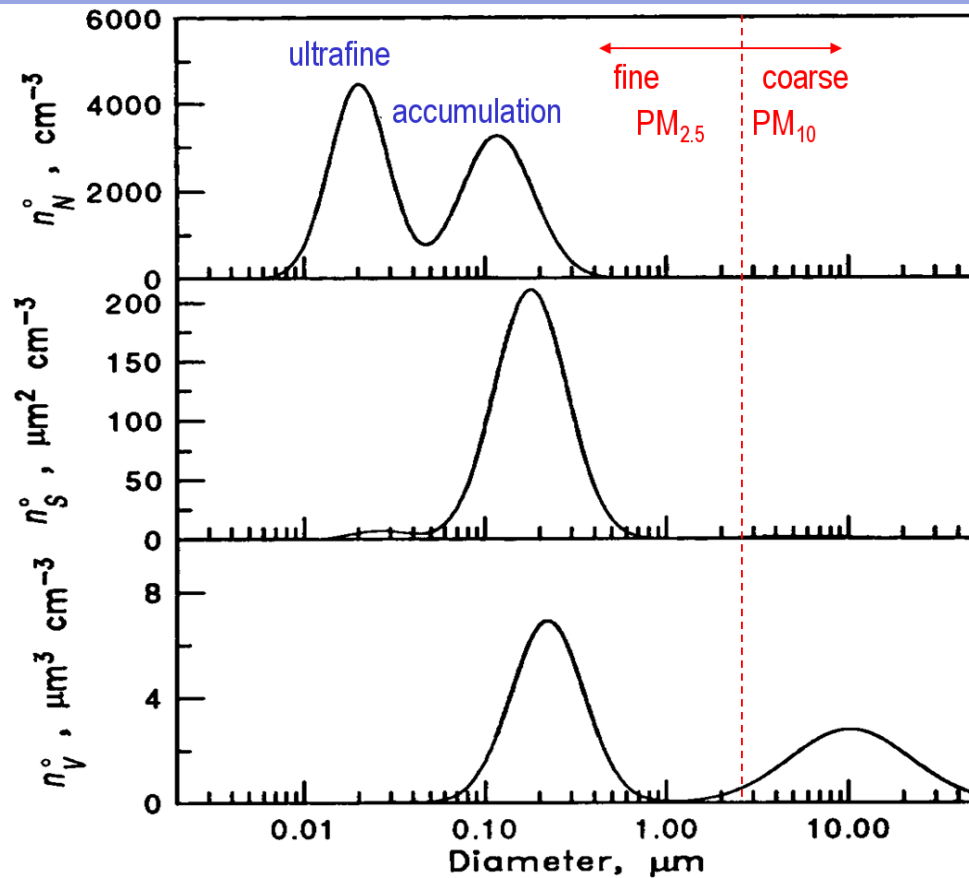 6000
4000
2000
0
n°N , cm−3
ultrafine
accumulation
fine
coarse
PM2.5
PM10
200
150
100
50
0
n°S , μm2 cm−3
8
4
0
n°V , μm3 cm−3
0.01
0.10
1.00
10.00
Diameter, μm